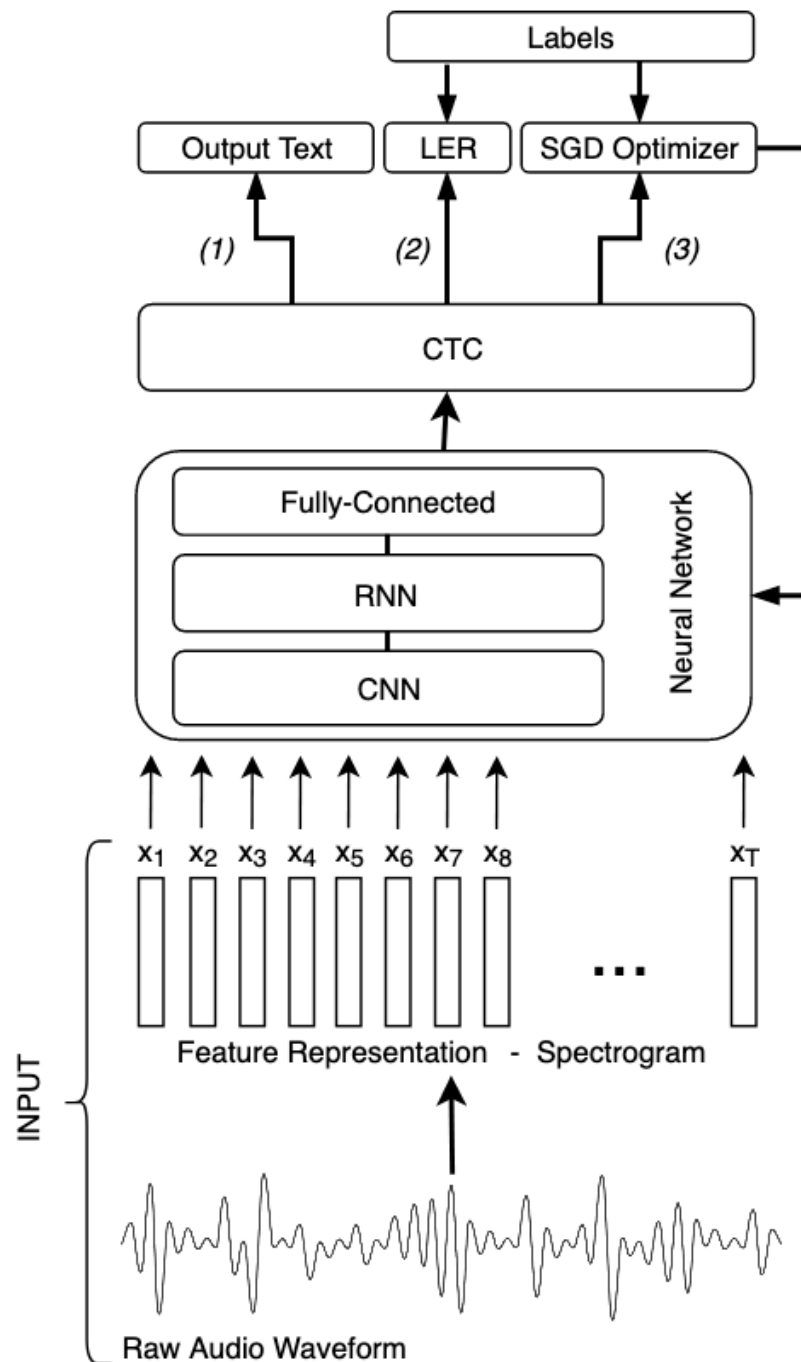 Labels
Output Text
LER
SGD Optimizer
(1)
(2)
(3)
CTC
Fully-Connected
RNN
CNN
Neural Network
x₁ x₂ x₃ x₄ x₅ x₆ x₇ x₈ x_T
...
Feature Representation - Spectrogram
INPUT
Raw Audio Waveform